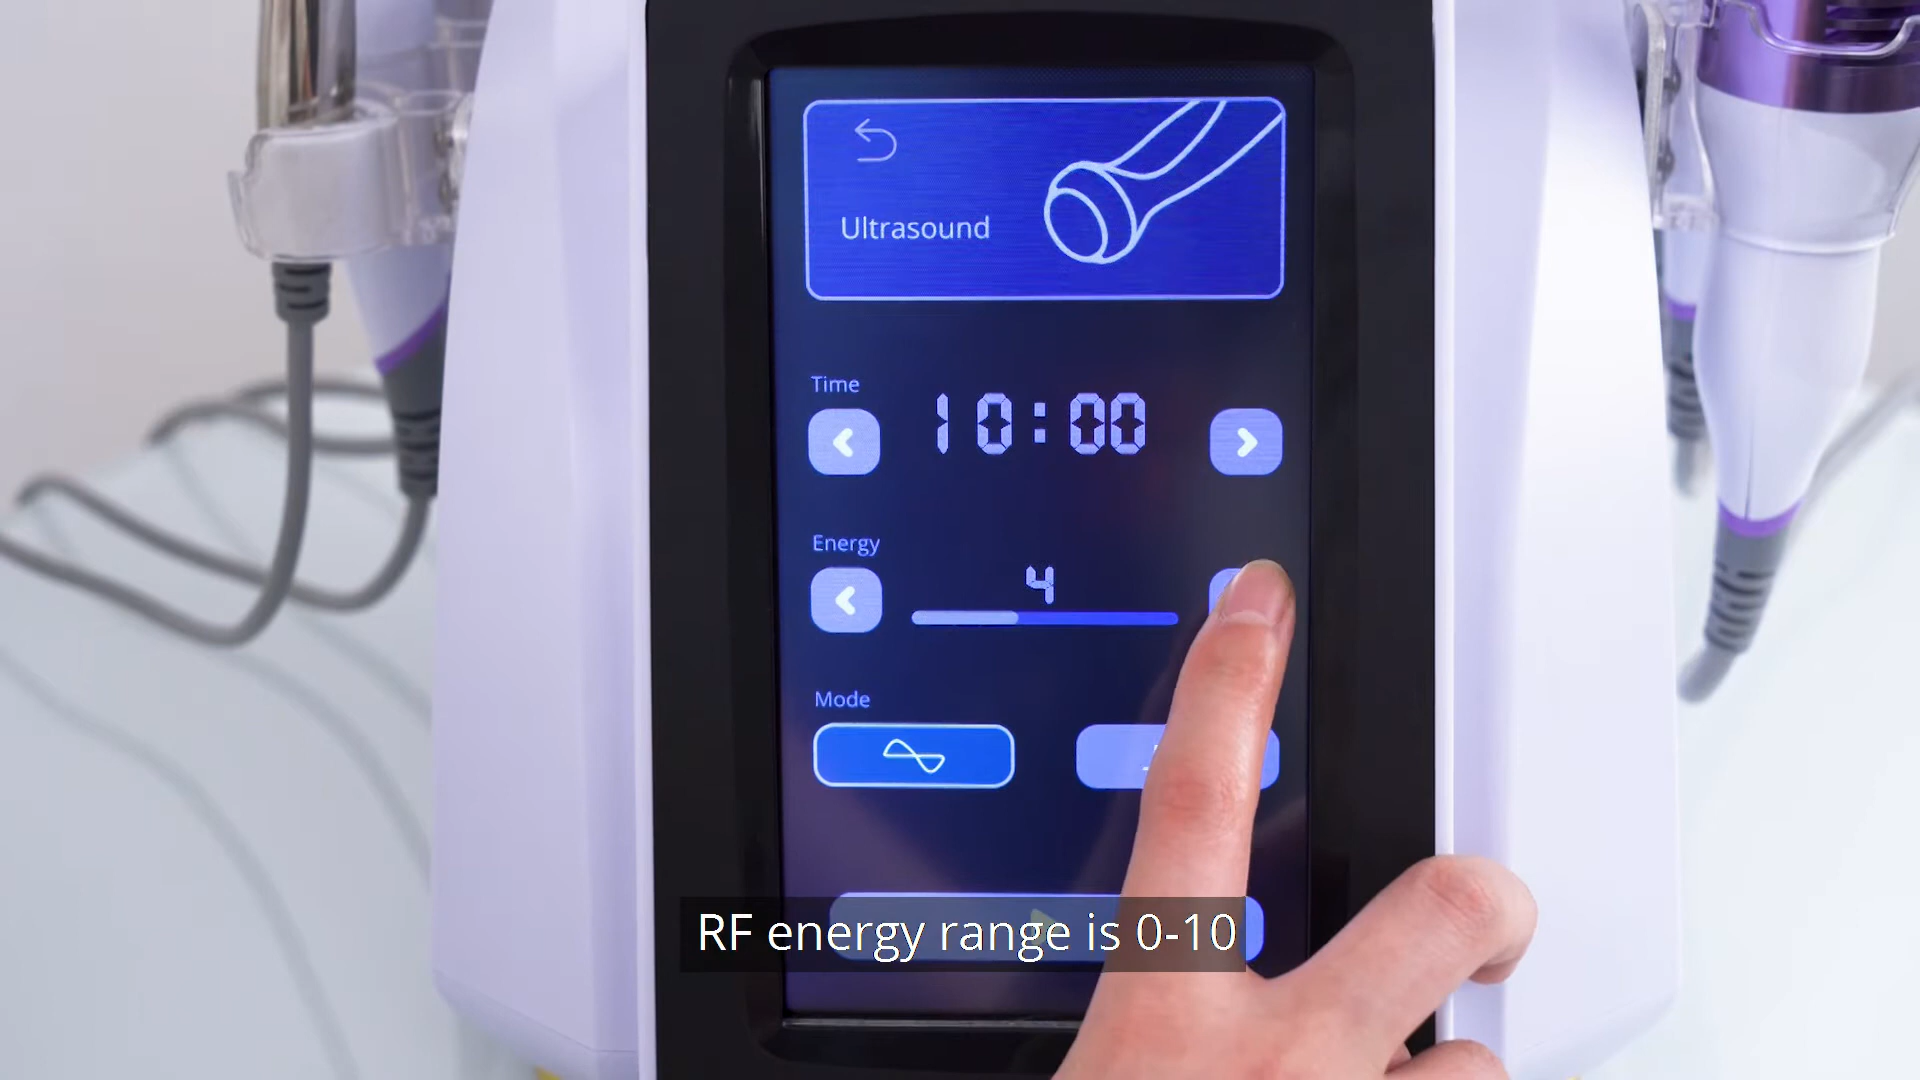 Ultrasound
Time
10:00
Energy
4
Mode
RF energy range is 0-10